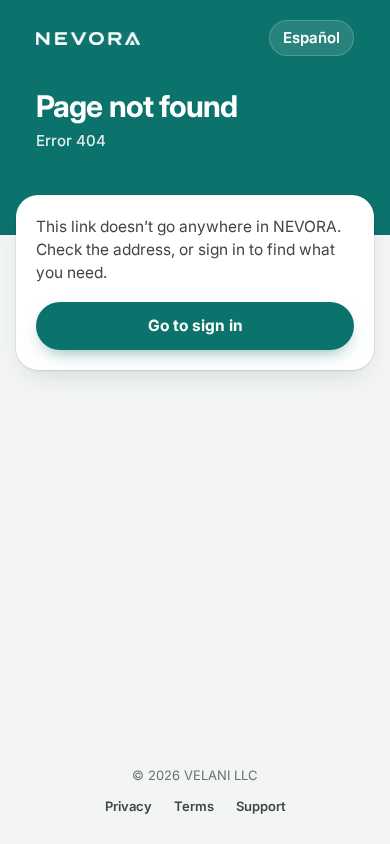 NEVORA
Español
Page not found
Error 404
This link doesn't go anywhere in NEVORA.
Check the address, or sign in to find what
you need.
Go to sign in
© 2026 VELANI LLC
Privacy Terms Support